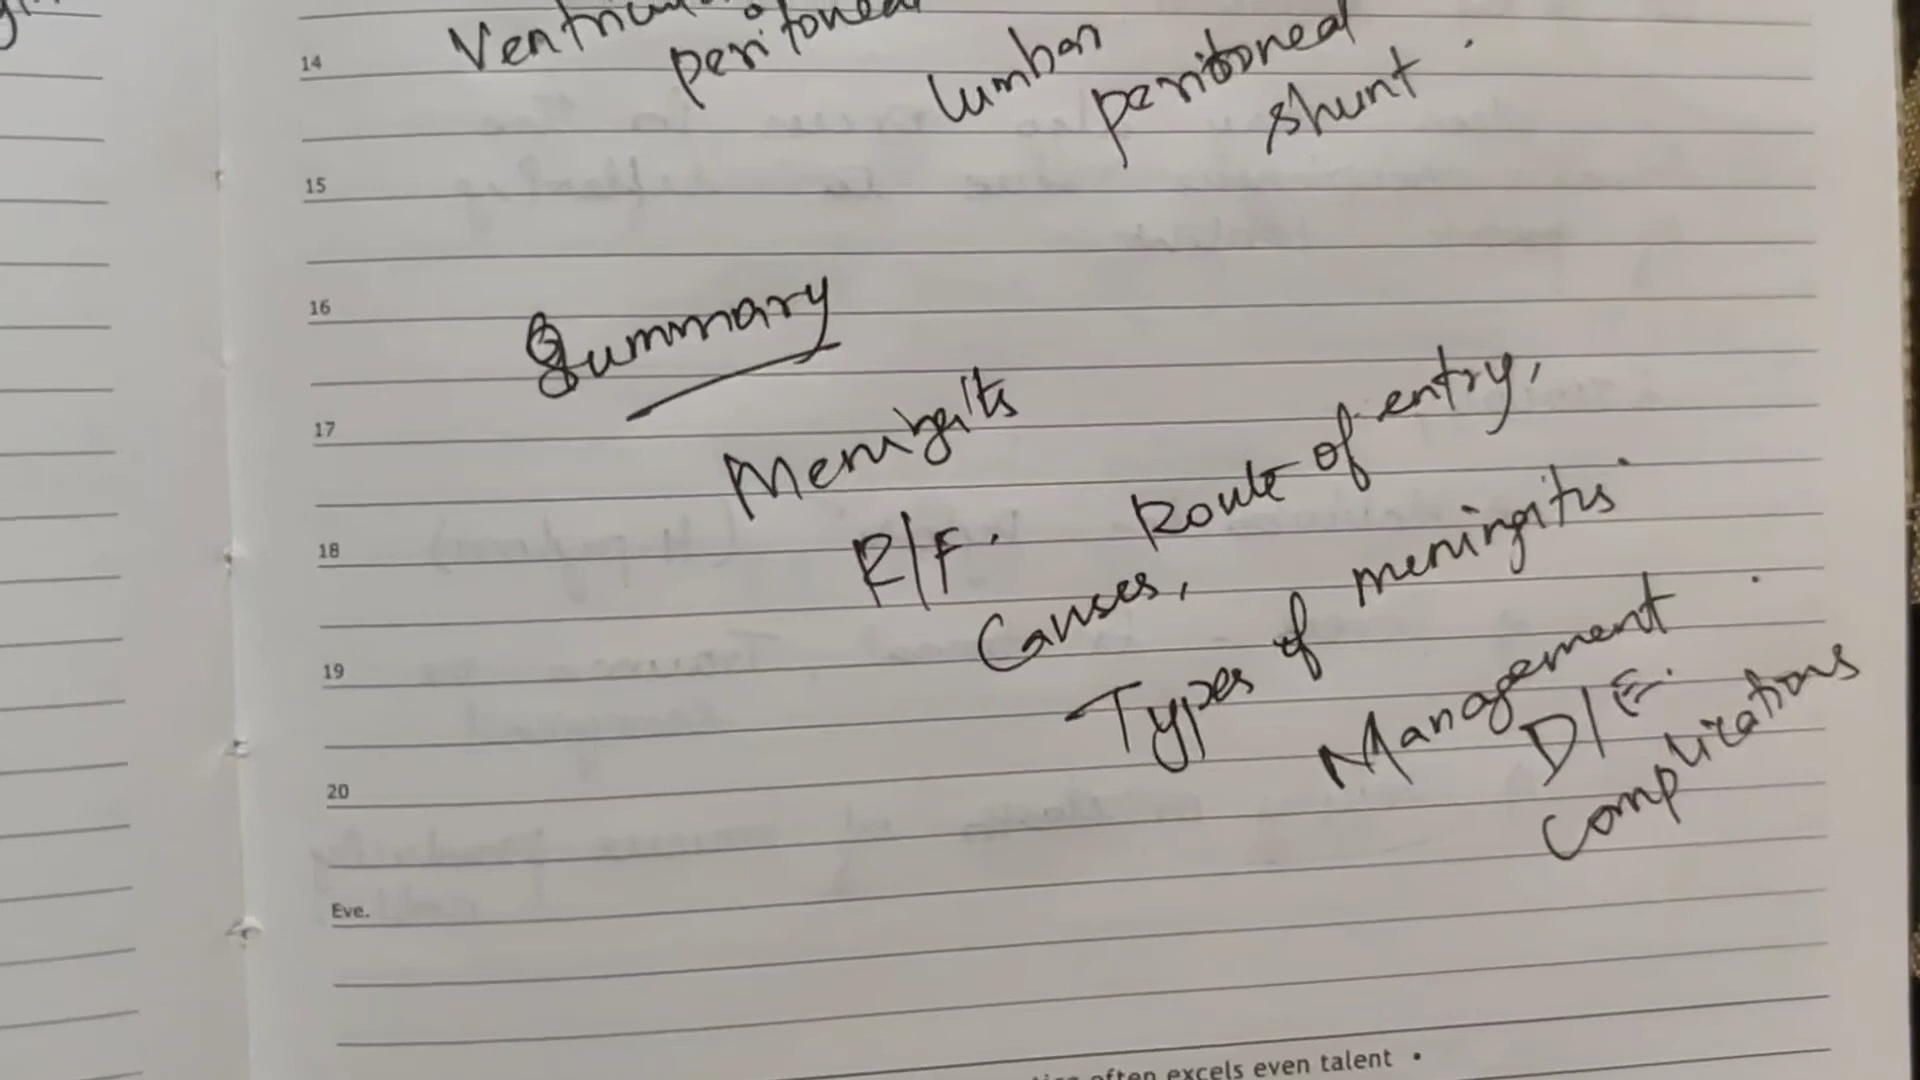 14
peritoneal
lumbar
peritoneal
shunt.
15
16
Summary
17
Meningitis
R/F. Route of entry,
18
Causes,
19
Types of meningitis.
Management.
D/E.
20
Complications
Eve.
often excels even talent •